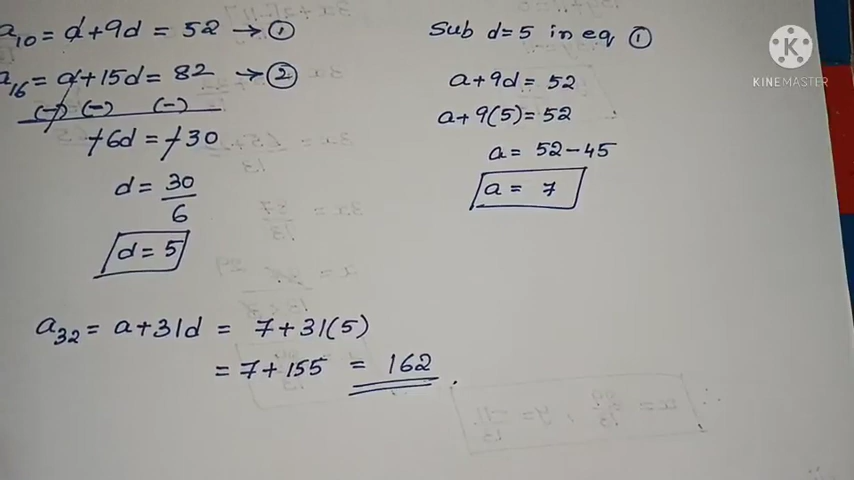 a₁₀ = a+9d = 52 → ①
a₁₆ = a+15d = 82 → ②
(-) (-) (-)
-6d = -30
d = 30/6
d = 5
Sub d=5 in eq ①
a+9d = 52
a+9(5)=52
a = 52-45
a = 7
a₃₂ = a+31d = 7+31(5)
= 7+155 = 162.
KINEMASTER